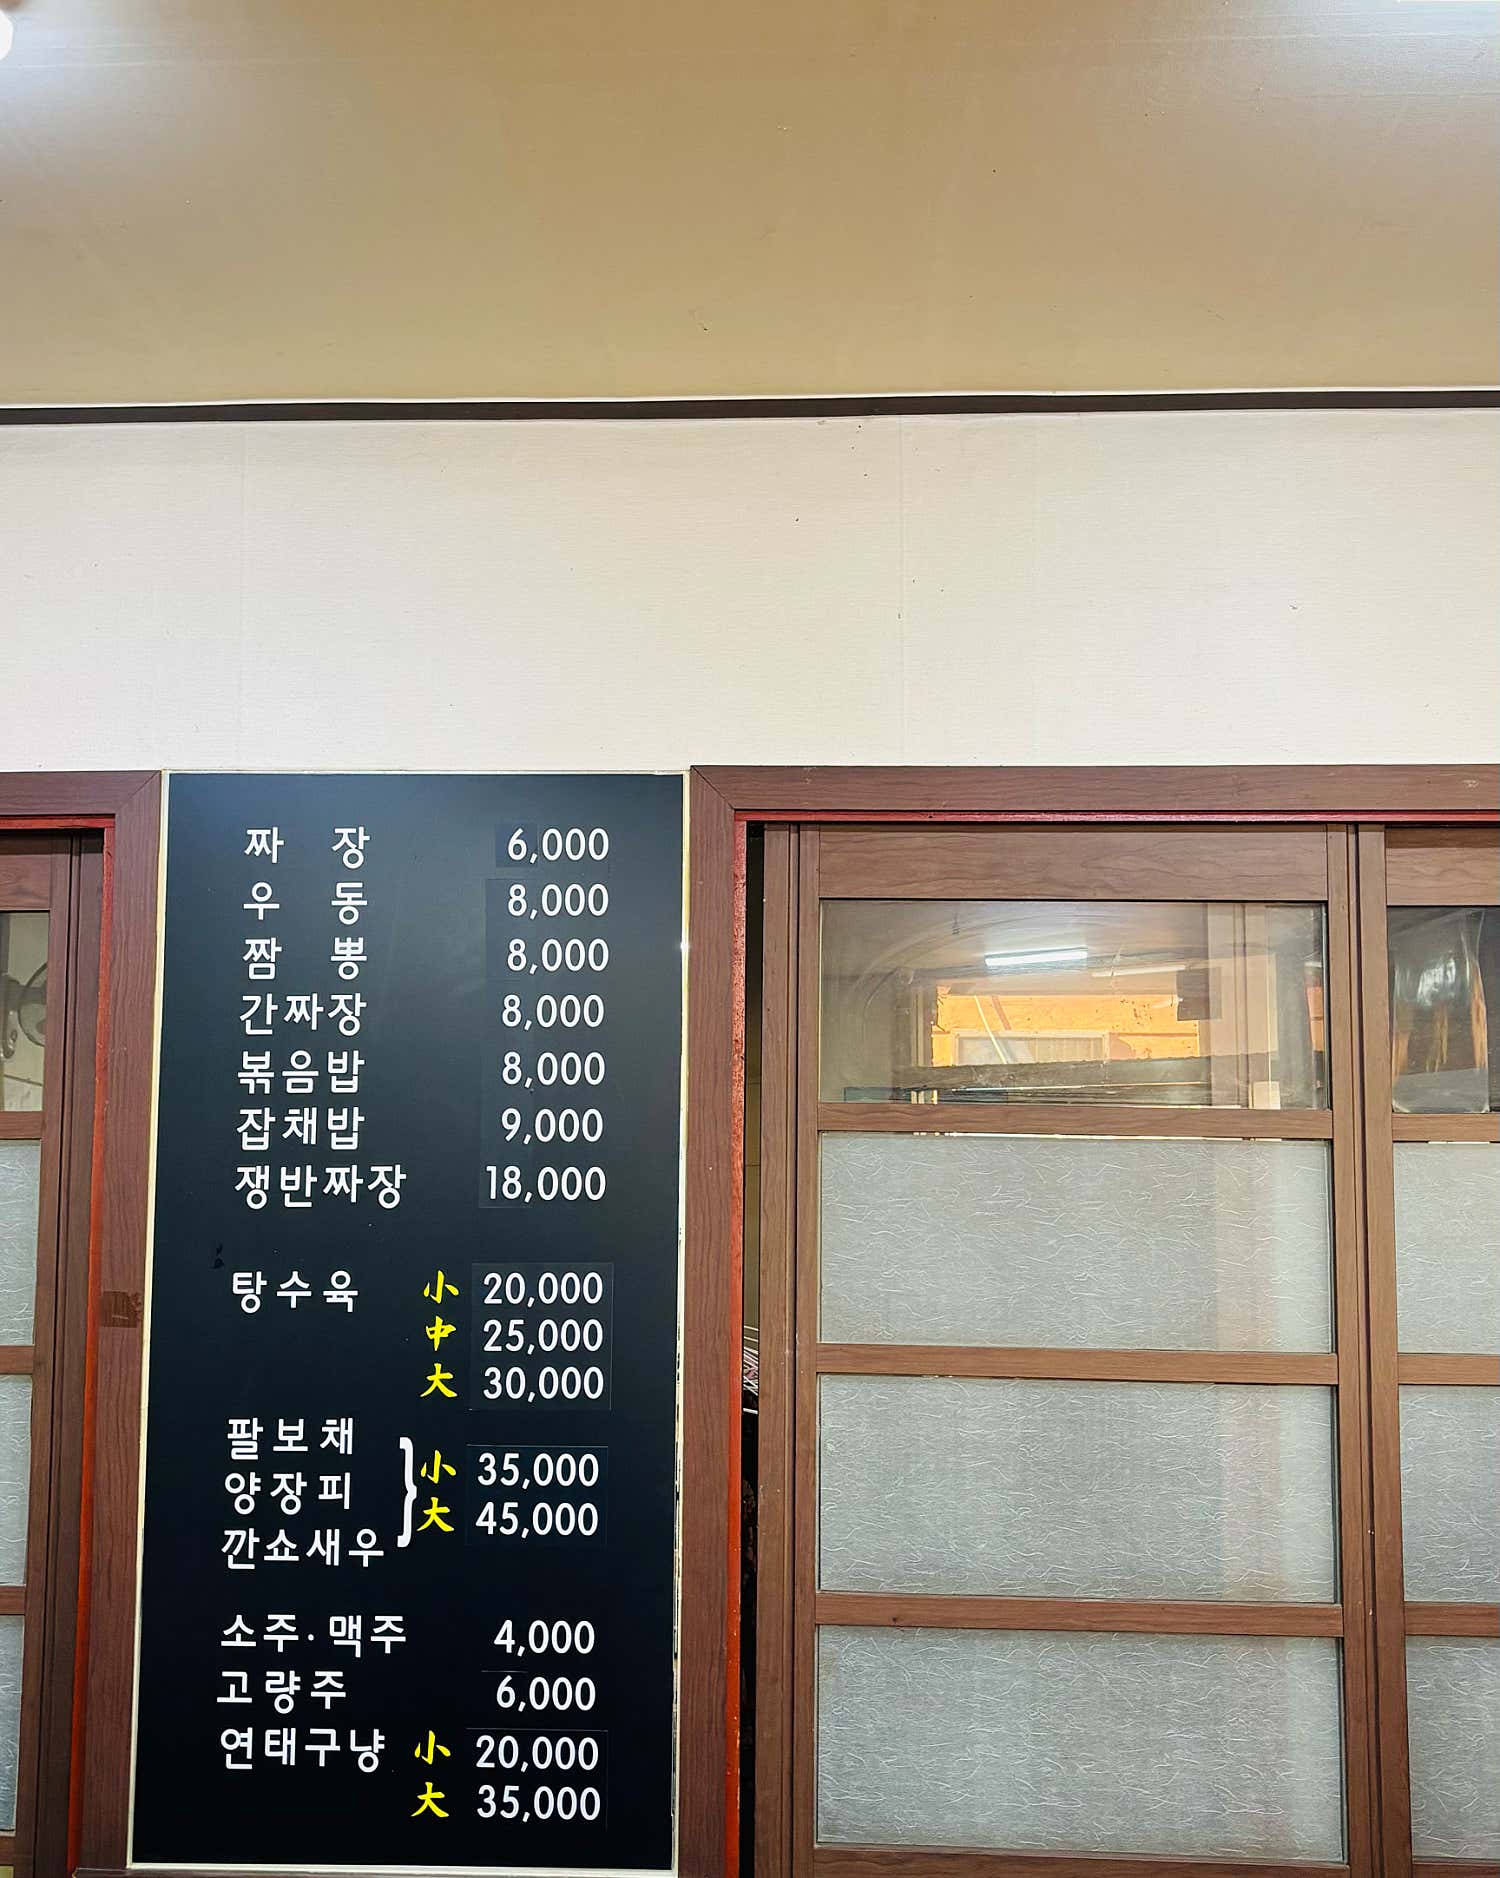 짜장 6,000
우동 8,000
짬뽕 8,000
간짜장 8,000
볶음밥 8,000
잡채밥 9,000
쟁반짜장 18,000
탕수육 小 20,000
中 25,000
大 30,000
팔보채
양장피 } 小 35,000
깐쇼새우 大 45,000
소주·맥주 4,000
고량주 6,000
연태구냥 小 20,000
大 35,000